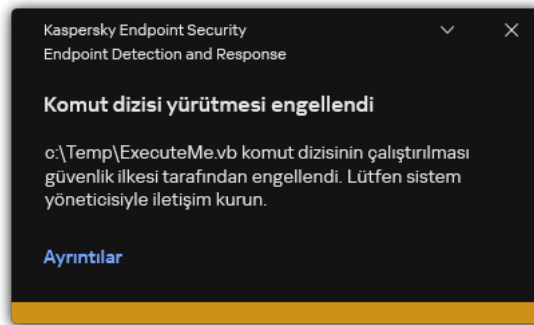 Kaspersky Endpoint Security
Endpoint Detection and Response
Komut dizisi yürütmesi engellendi
c:\Temp\ExecuteMe.vb komut dizisinin çalıştırılması
güvenlik ilkesi tarafından engellendi. Lütfen sistem
yöneticisiyle iletişim kurun.
Ayrıntılar